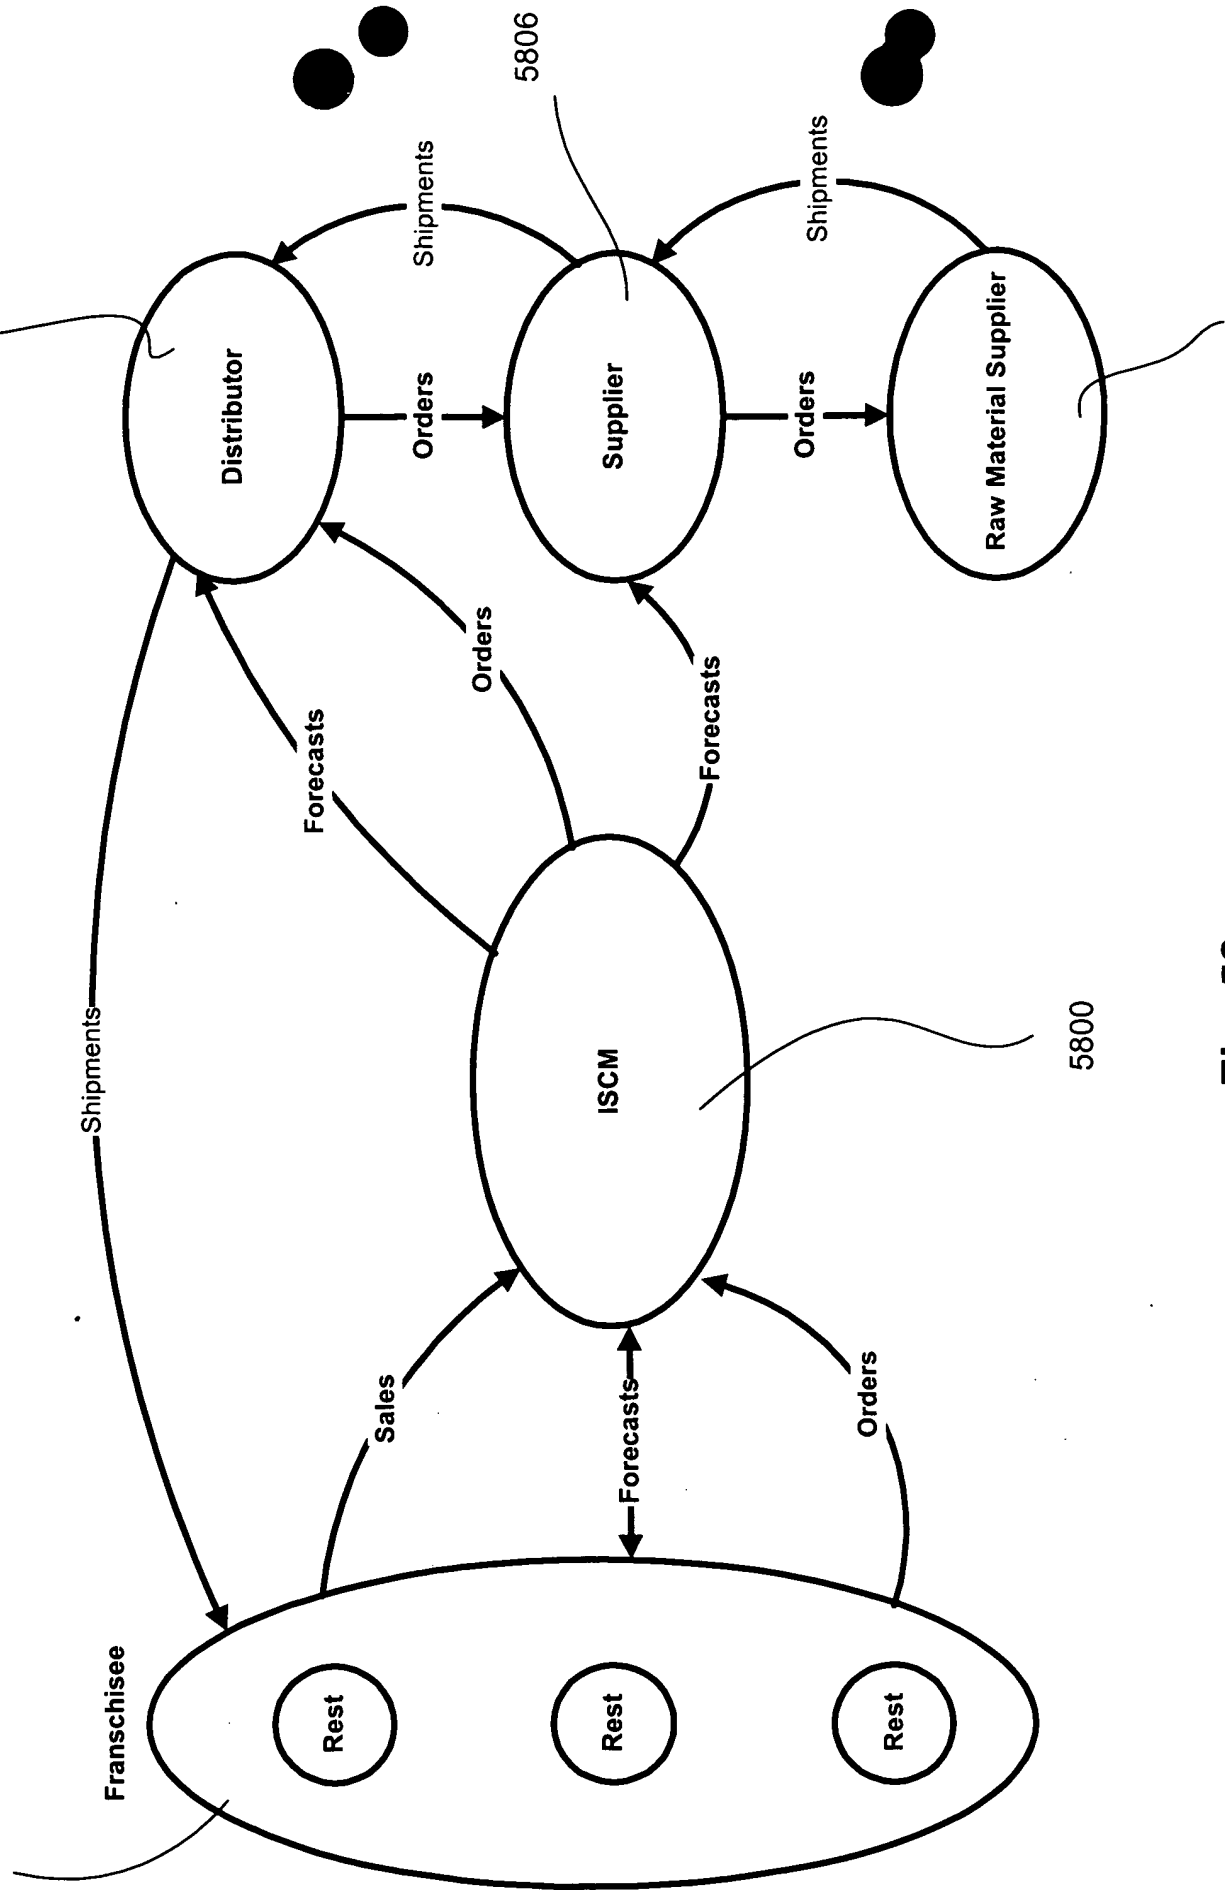 Franschisee
Rest
Rest
Rest
Shipments
Sales
Forecasts
Orders
ISCM
5800
Forecasts
Orders
Forecasts
Distributor
Orders
Shipments
Supplier
5806
Orders
Shipments
Raw Material Supplier